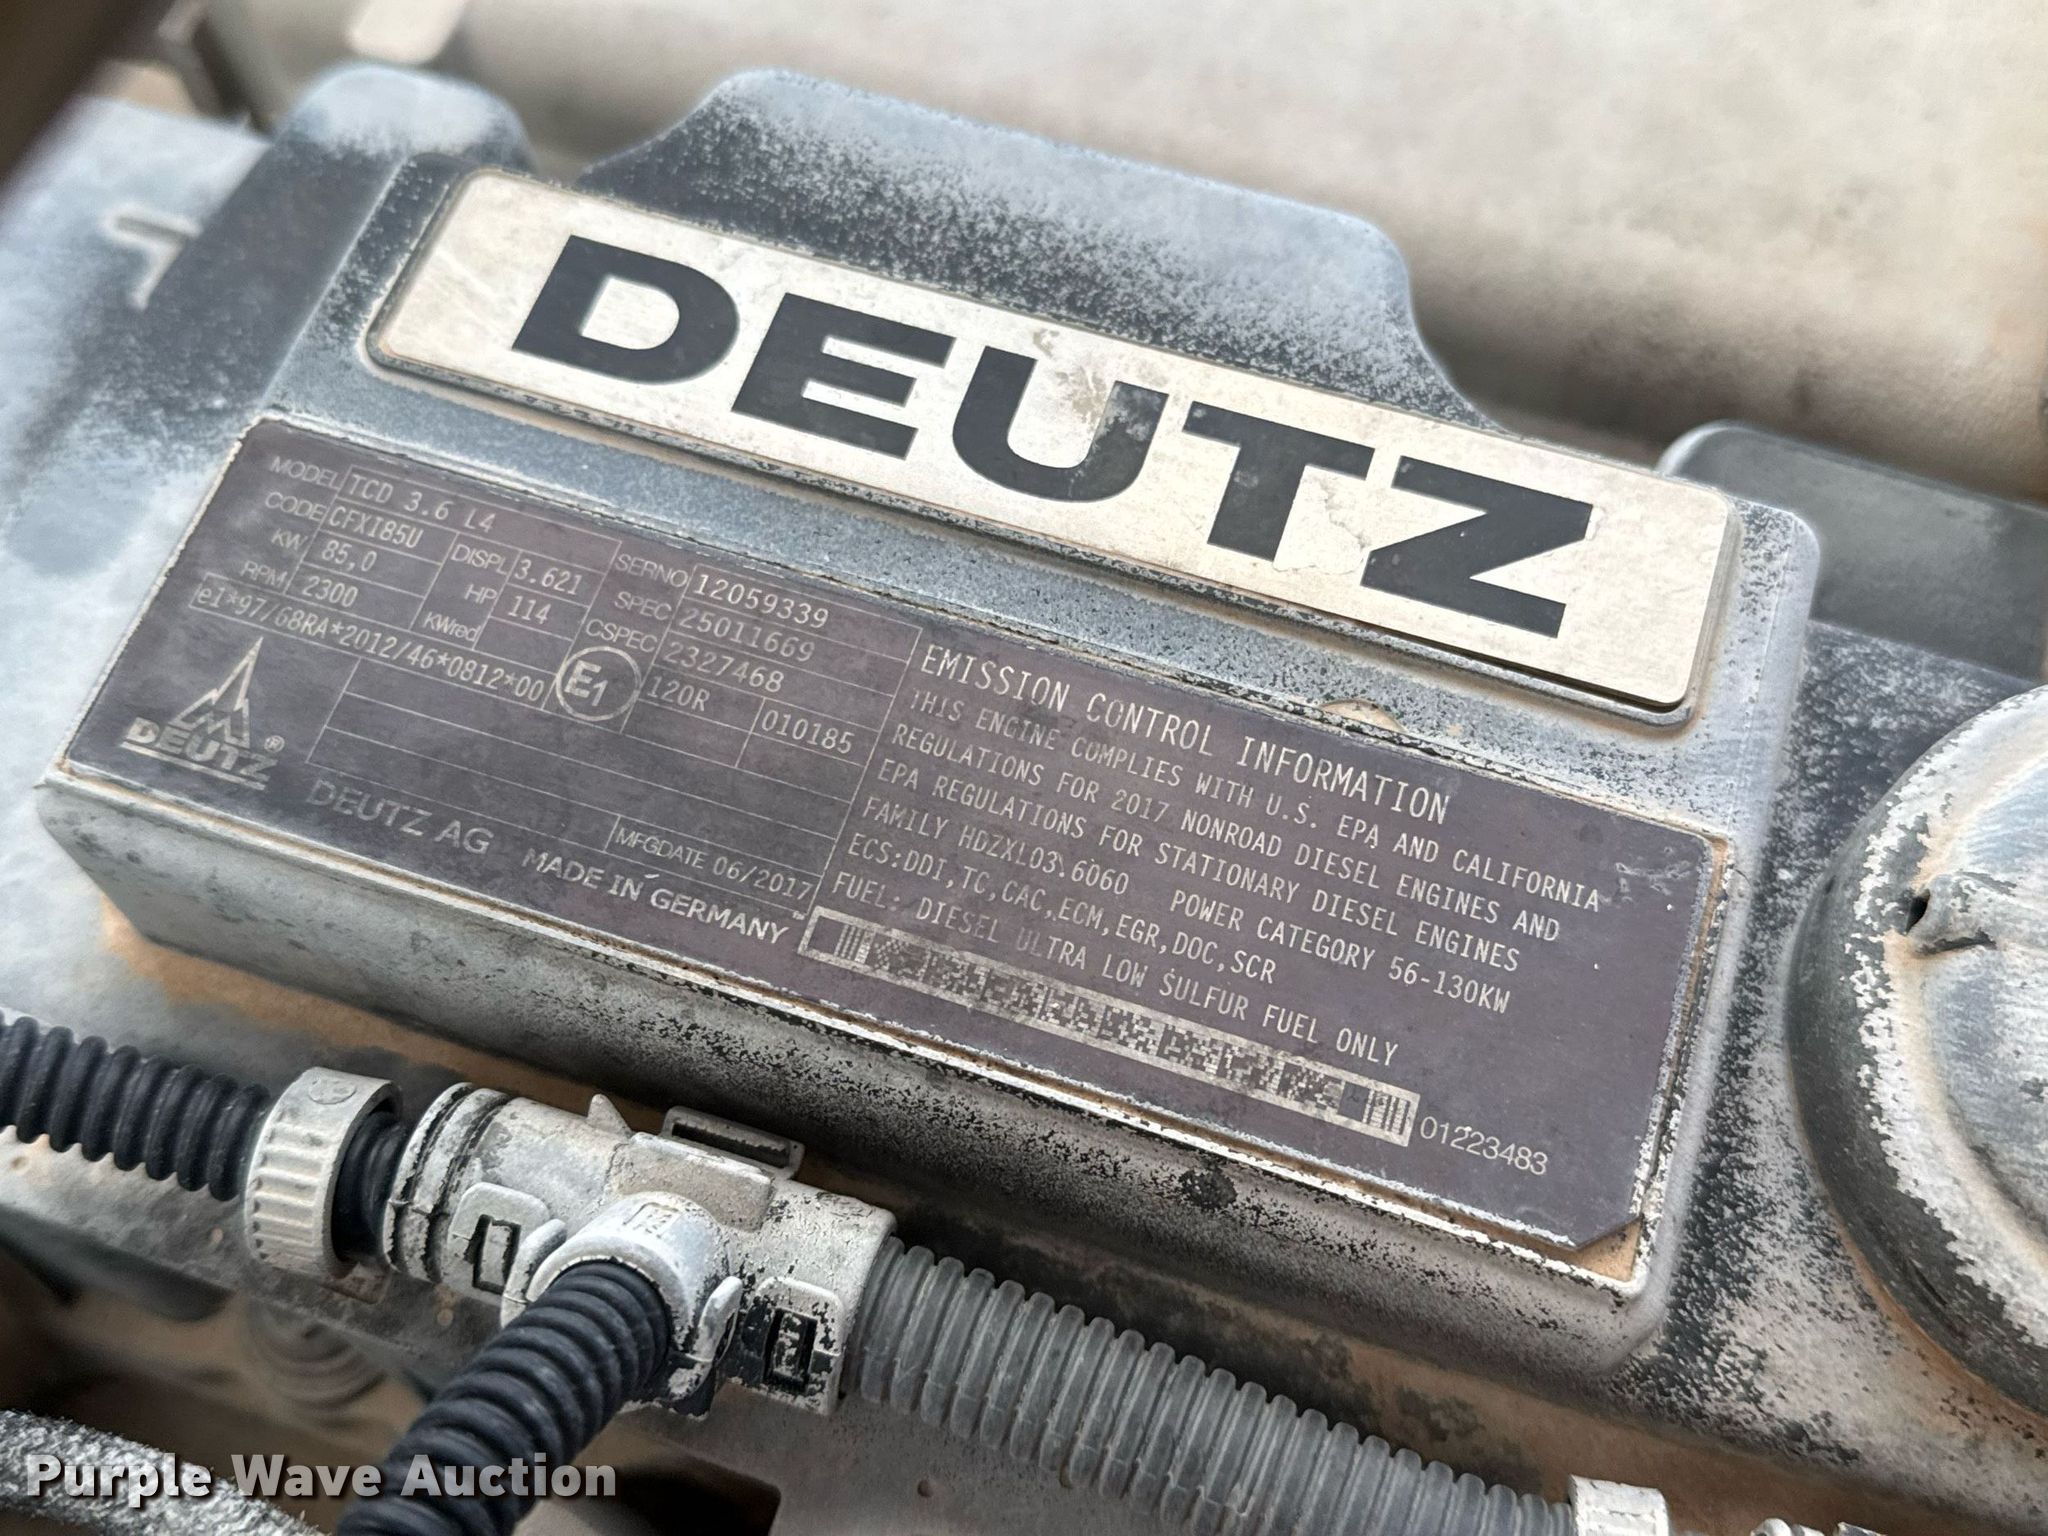 DEUTZ
MODEL TCD 3.6 L4
CODE CFXI85U DISPL 3.621 SERNO 12059339
KW 85,0 HP 114 SPEC 25011669
RPM 2300 KWred CSPEC 2327468
e1*97/68RA*2012/46*0812*00 E1 120R 010185
DEUTZ ®
DEUTZ AG MFGDATE 06/2017
MADE IN GERMANY
EMISSION CONTROL INFORMATION
THIS ENGINE COMPLIES WITH U.S. EPA AND CALIFORNIA
REGULATIONS FOR 2017 NONROAD DIESEL ENGINES AND
EPA REGULATIONS FOR STATIONARY DIESEL ENGINES
FAMILY HDZXL03.6060 POWER CATEGORY 56-130KW
ECS:DDI,TC,CAC,ECM,EGR,DOC,SCR
FUEL: DIESEL ULTRA LOW SULFUR FUEL ONLY
01223483
Purple Wave Auction